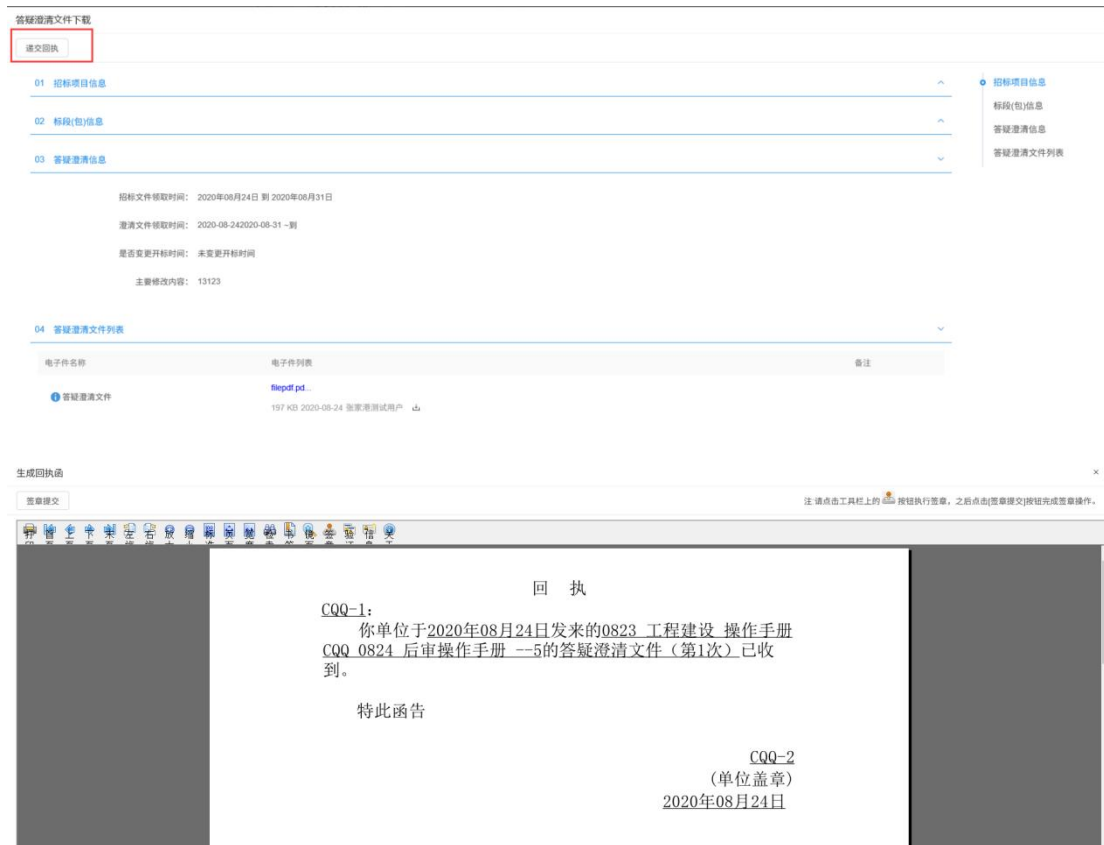 答疑澄清文件下载
递交回执
01 招标项目信息
招标项目信息
标段(包)信息
02 标段(包)信息
答疑澄清信息
答疑澄清文件列表
03 答疑澄清信息
招标文件领取时间: 2020年08月24日 到 2020年08月31日
澄清文件领取时间: 2020-08-242020-08-31 ~到
是否变更开标时间: 未变更开标时间
主要修改内容: 13123
04 答疑澄清文件列表
电子件名称 电子件列表 备注
答疑澄清文件 filepdf.pd...
197 KB 2020-08-24 张家港测试用户
生成回执函 ×
签章提交 注:请点击工具栏上的 按钮执行签章，之后点击[签章提交]按钮完成签章操作。
回 执
CQQ-1:
你单位于2020年08月24日发来的0823 工程建设 操作手册
CQQ 0824 后审操作手册 --5的答疑澄清文件（第1次）已收
到。
特此函告
CQQ-2
(单位盖章)
2020年08月24日